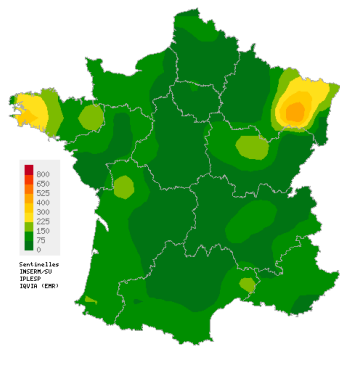 800
650
525
400
300
225
150
75
0
Sentinelles
INSERM/SU
IPLESP
IQVIA (EMR)